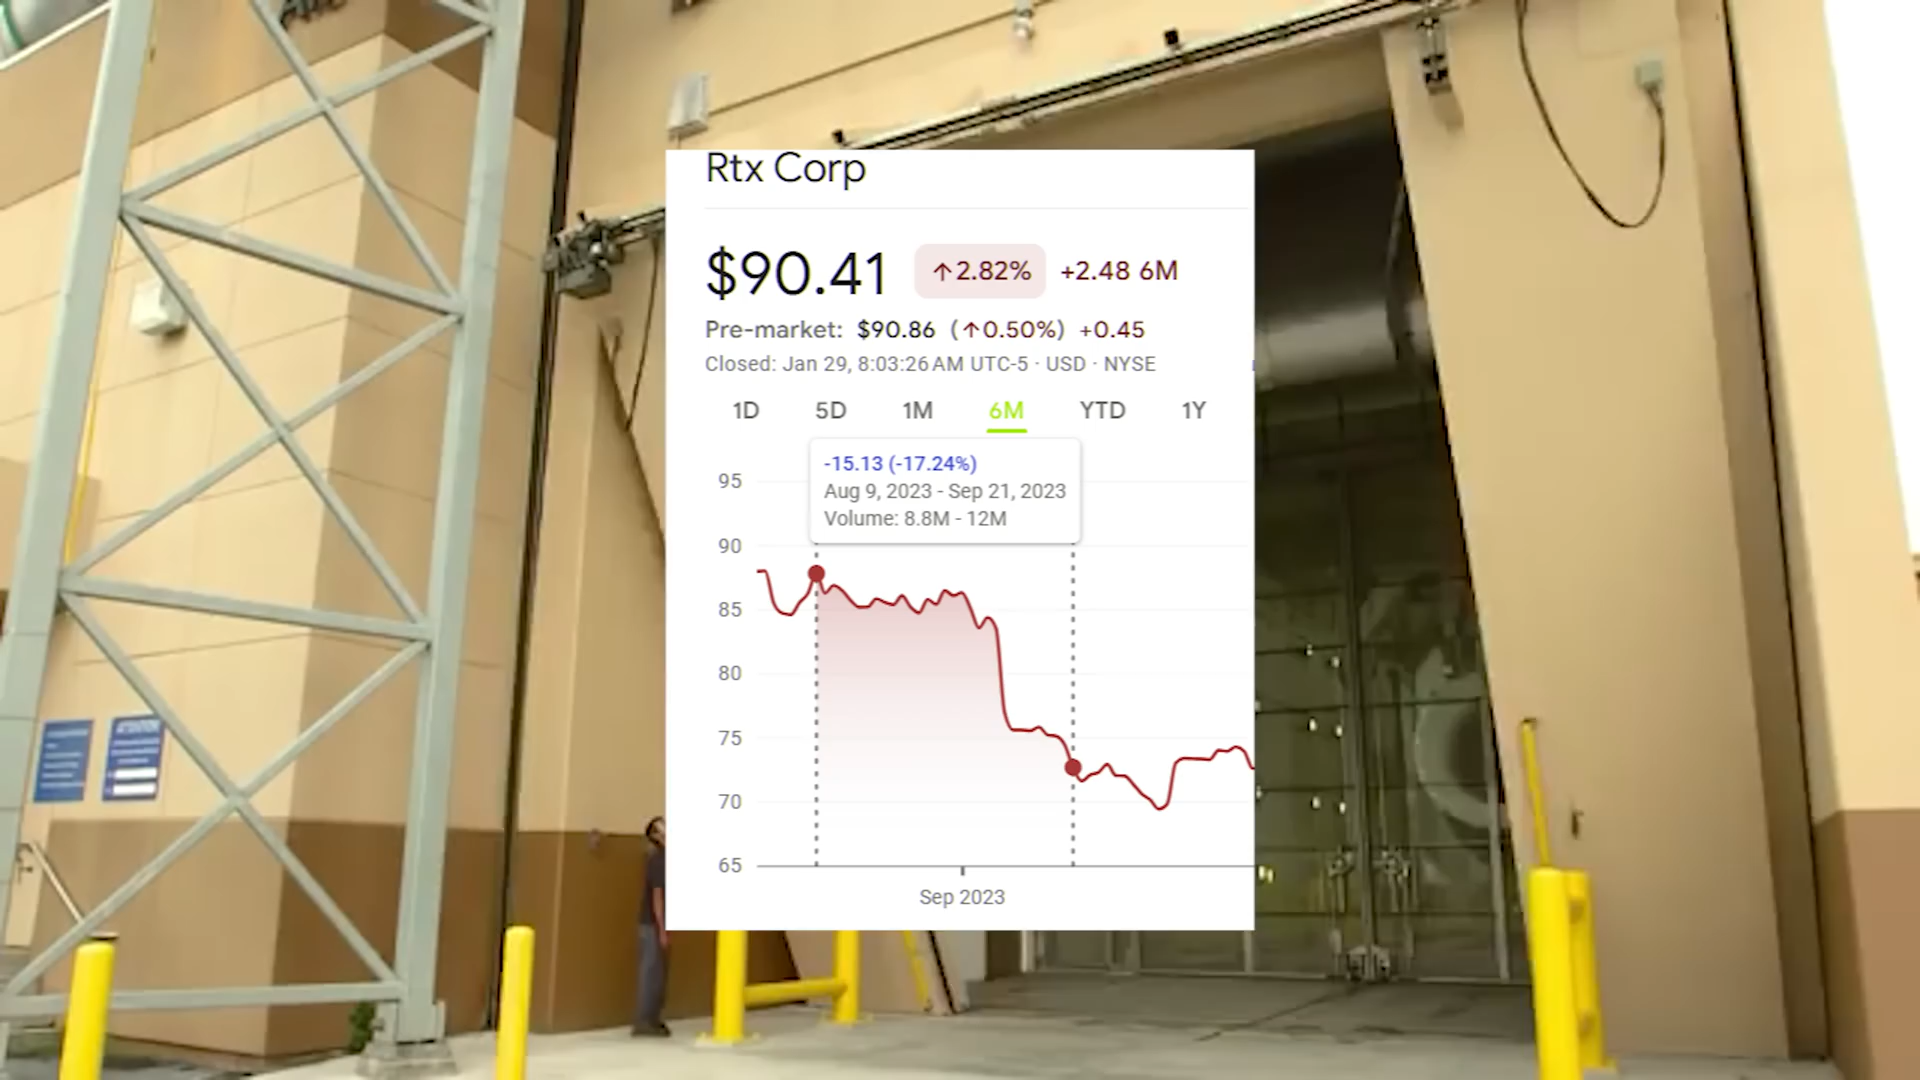 Rtx Corp
$90.41 ↑2.82% +2.48 6M
Pre-market: $90.86 (↑0.50%) +0.45
Closed: Jan 29, 8:03:26 AM UTC-5 · USD · NYSE
1D 5D 1M 6M YTD 1Y
-15.13 (-17.24%)
Aug 9, 2023 - Sep 21, 2023
Volume: 8.8M - 12M
95
90
85
80
75
70
65
Sep 2023